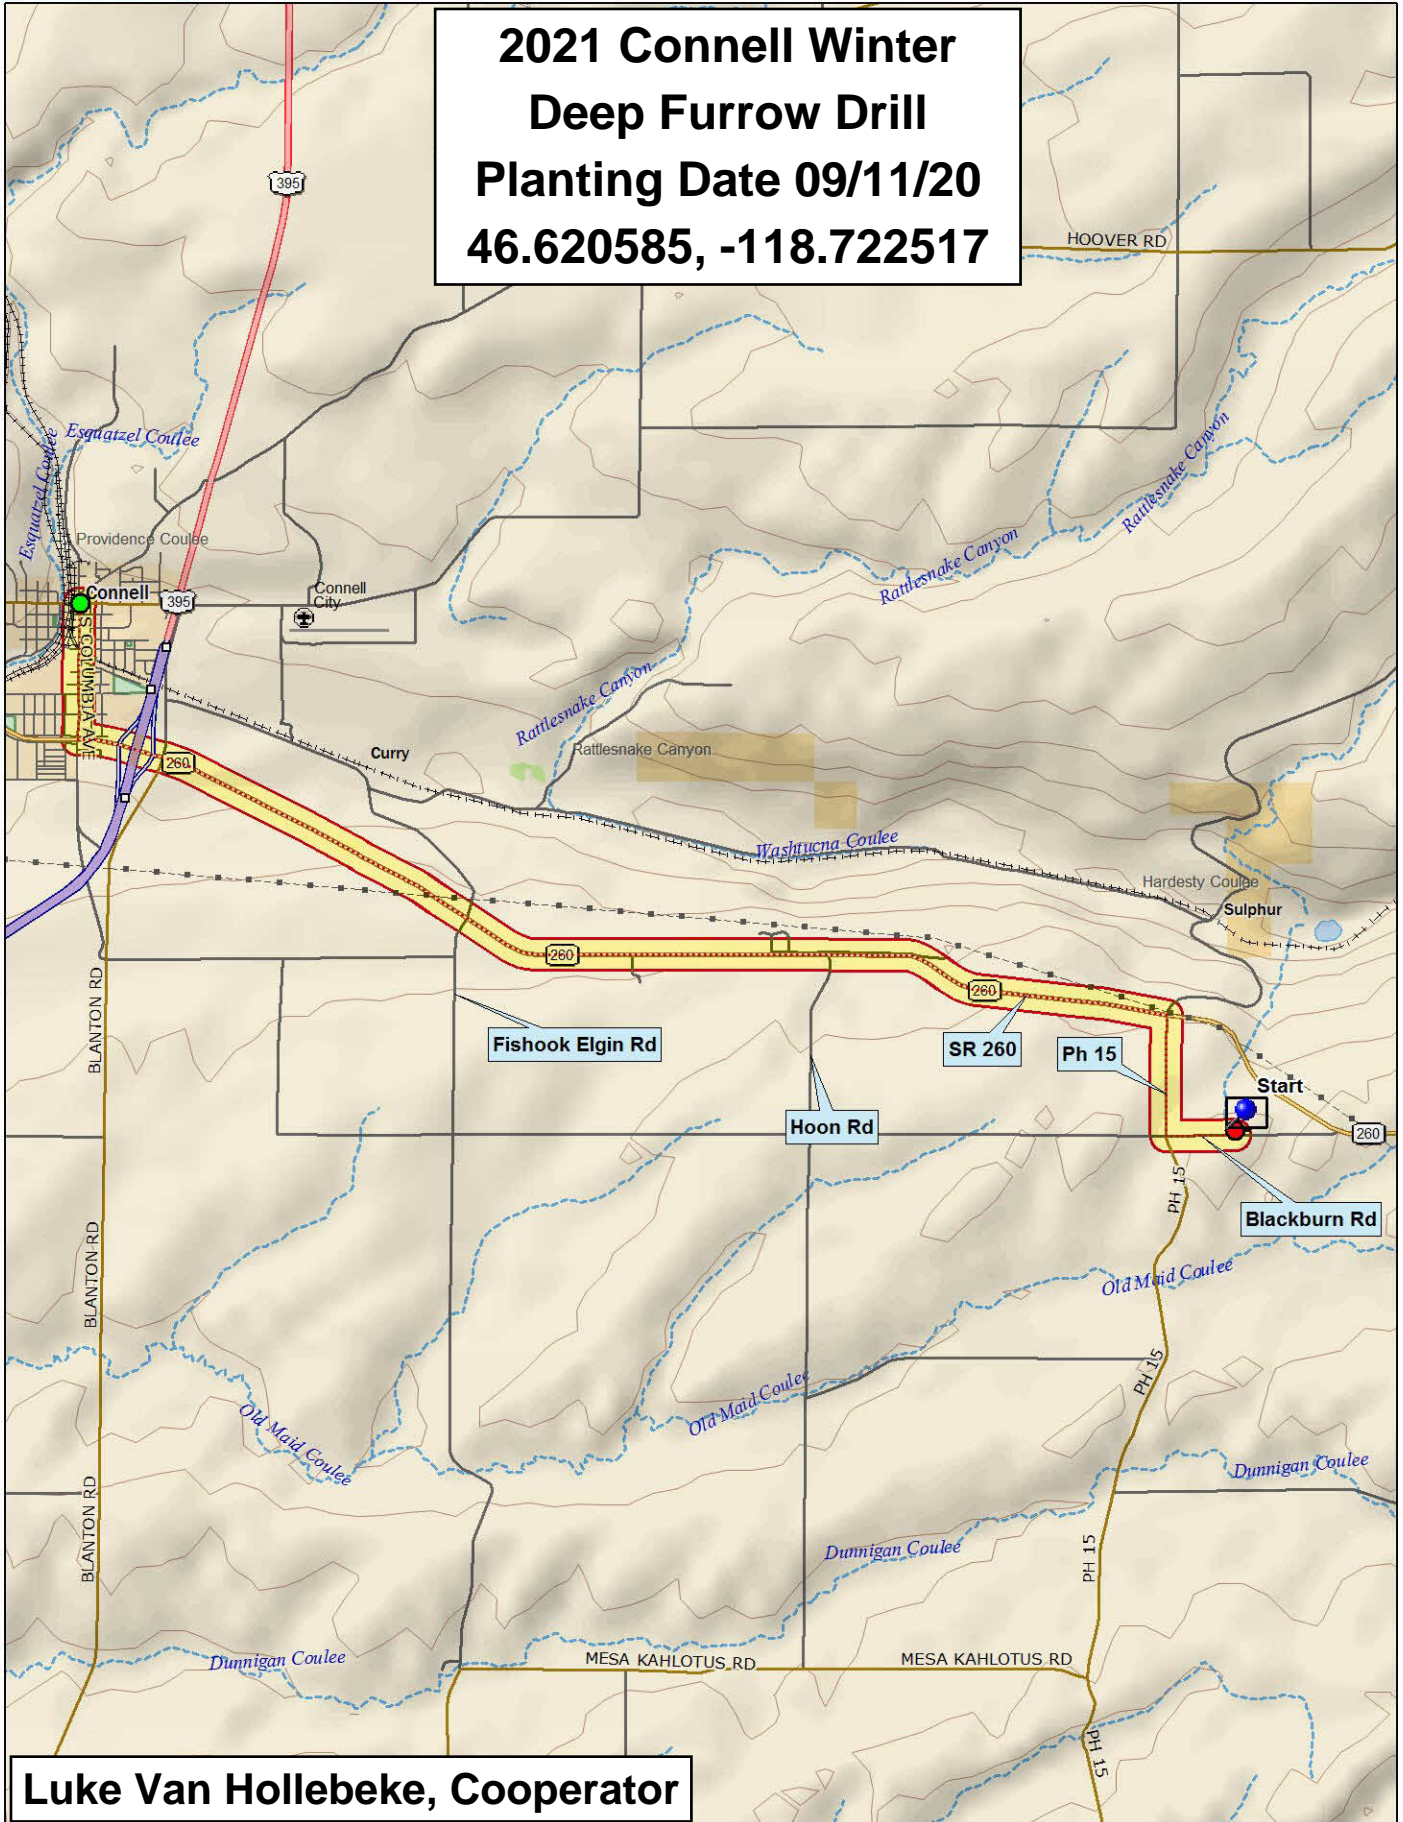 2021 Connell Winter
Deep Furrow Drill
Planting Date 09/11/20
46.620585, -118.722517
395
HOOVER RD
Esquatzel Coulee
Esquatzel Coulee
Rattlesnake Canyon
Providence Coulee
Rattlesnake Canyon
Connell
395
Connell
City
S COLUMBIA AVE
Rattlesnake Canyon
Rattlesnake Canyon
Curry
260
Washtucna Coulee
Hardesty Coulee
Sulphur
260
260
BLANTON RD
Fishook Elgin Rd
SR 260
Ph 15
Start
Hoon Rd
260
PH 15
Blackburn Rd
BLANTON RD
Old Maid Coulee
PH 15
Old Maid Coulee
Old Maid Coulee
Dunnigan Coulee
BLANTON RD
PH 15
Dunnigan Coulee
Dunnigan Coulee
MESA KAHLOTUS RD
MESA KAHLOTUS RD
PH 15
Luke Van Hollebeke, Cooperator